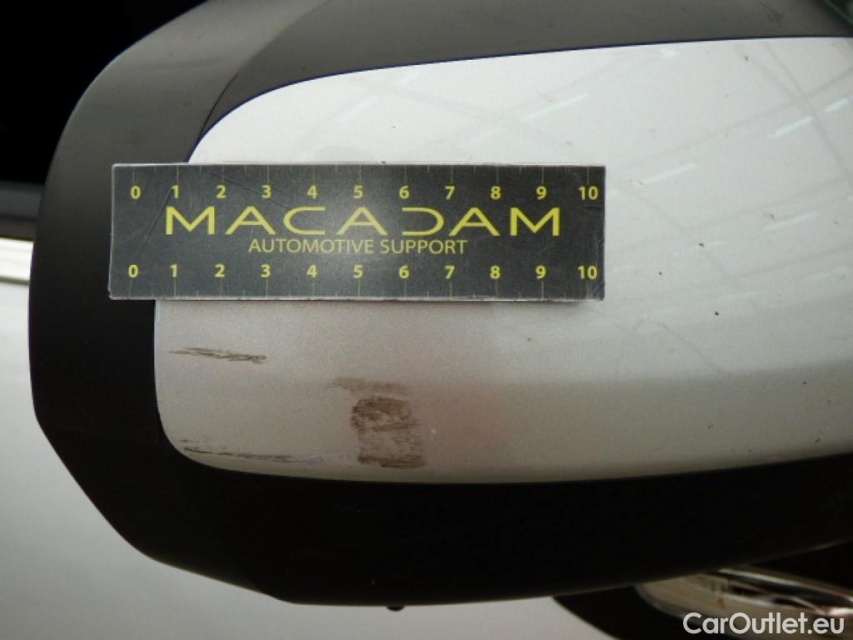 0 1 2 3 4 5 6 7 8 9 10
MACADAM
AUTOMOTIVE SUPPORT
0 1 2 3 4 5 6 7 8 9 10
CarOutlet.eu